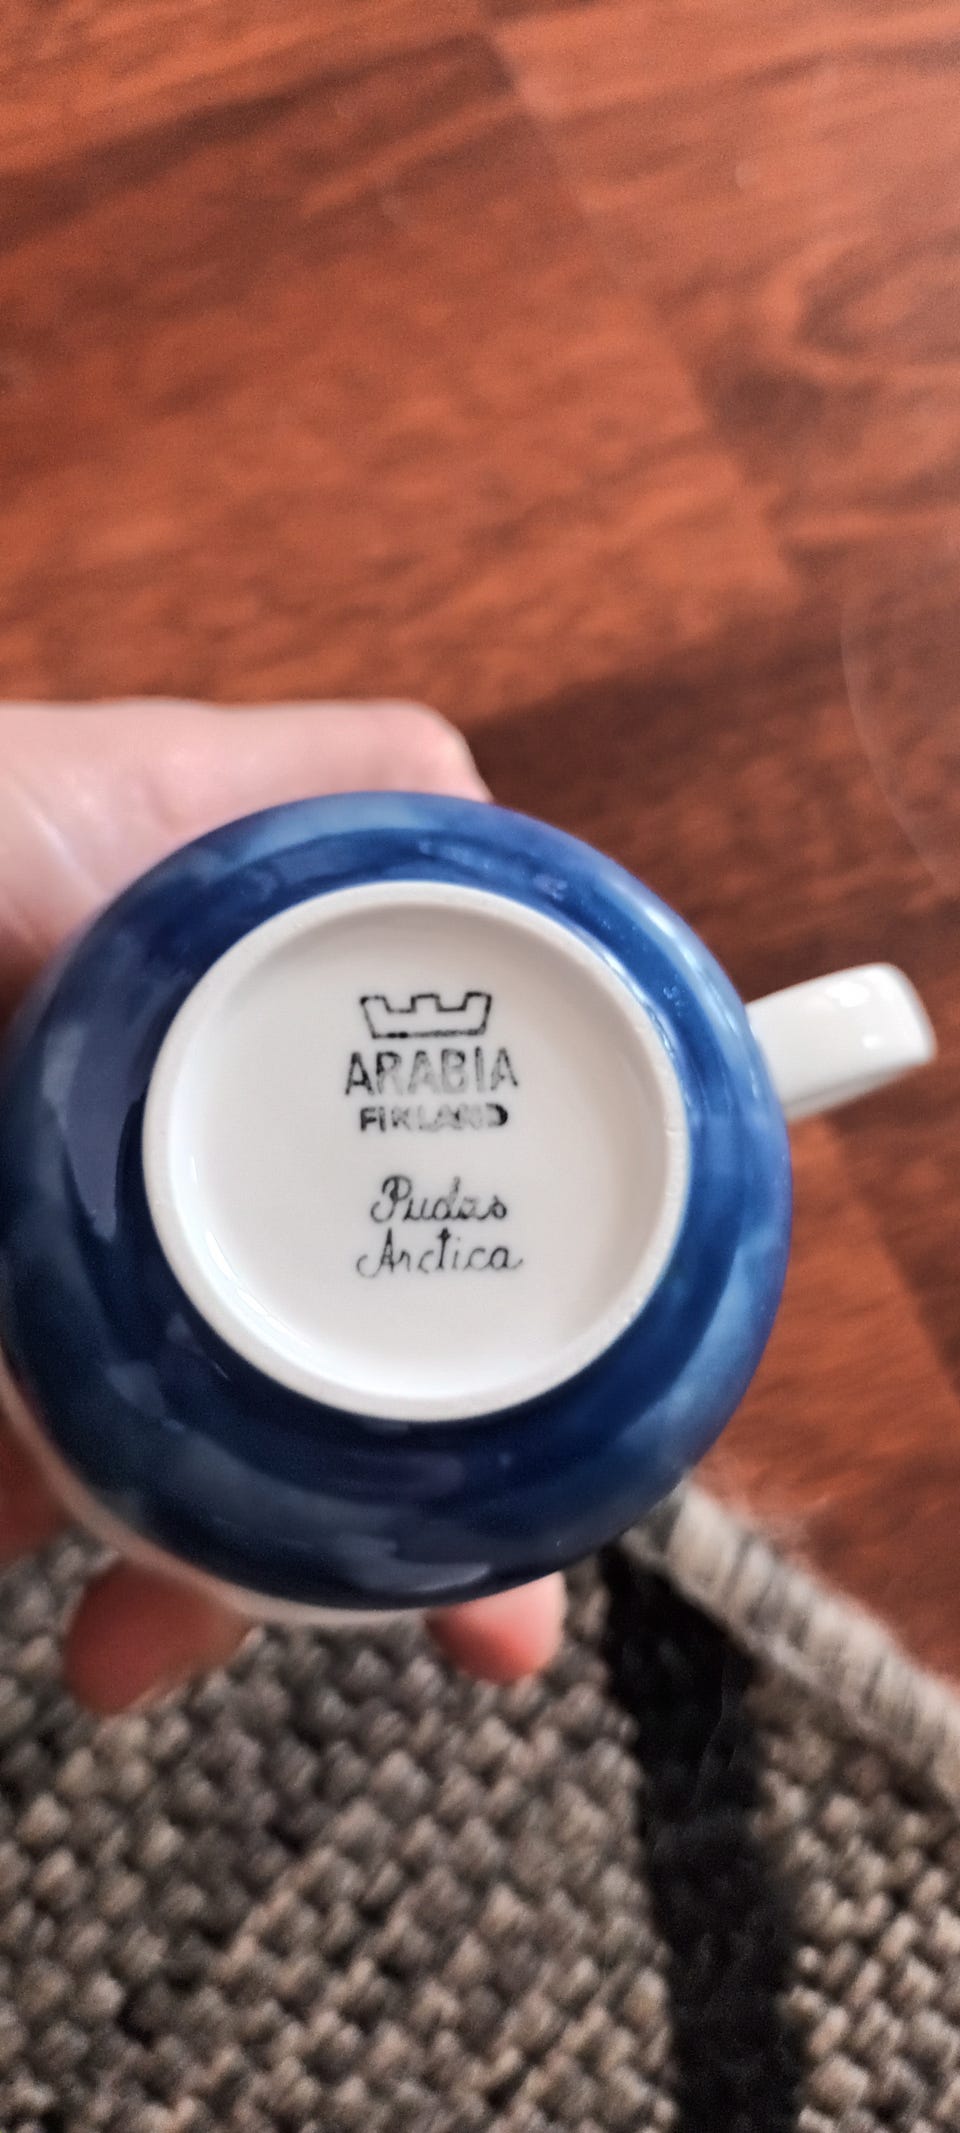 ARABIA
FINLAND
Pudas
Arctica